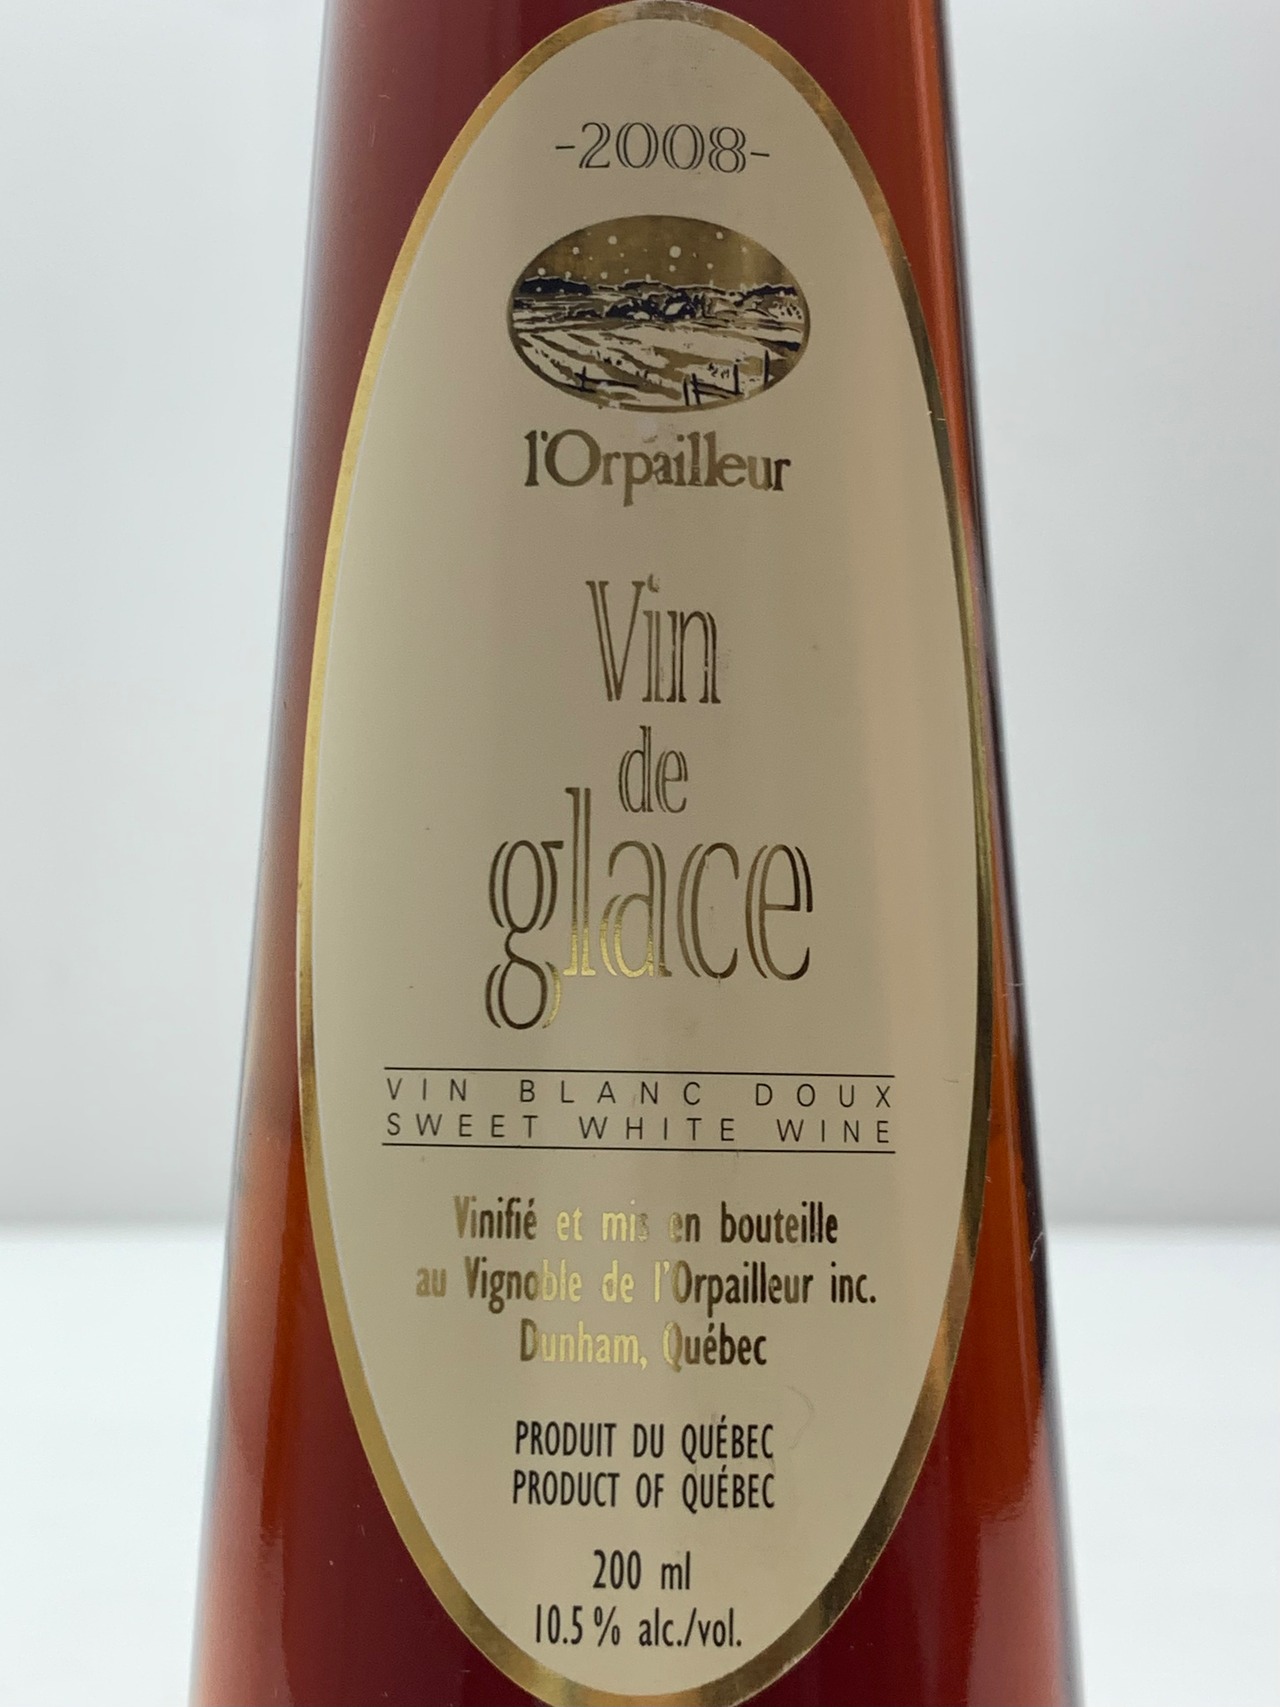 -2008-
l'Orpailleur
Vin
de
glace
VIN BLANC DOUX
SWEET WHITE WINE
Vinifié et mis en bouteille
au Vignoble de l'Orpailleur inc.
Dunham, Québec
PRODUIT DU QUÉBEC
PRODUCT OF QUÉBEC
200 ml
10.5% alc./vol.